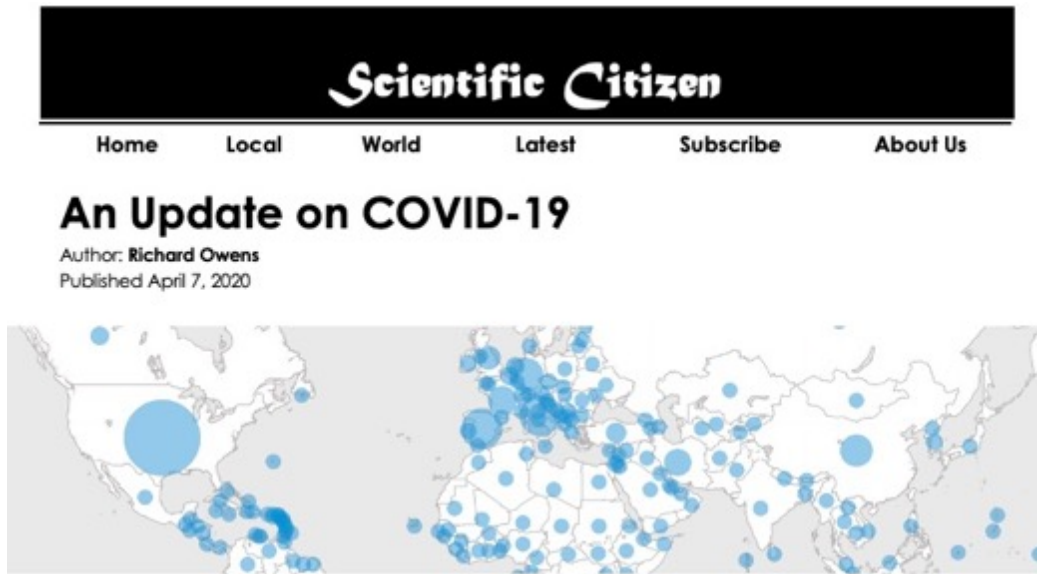 Scientific Citizen
Home Local World Latest Subscribe About Us
An Update on COVID-19
Author: Richard Owens
Published April 7, 2020